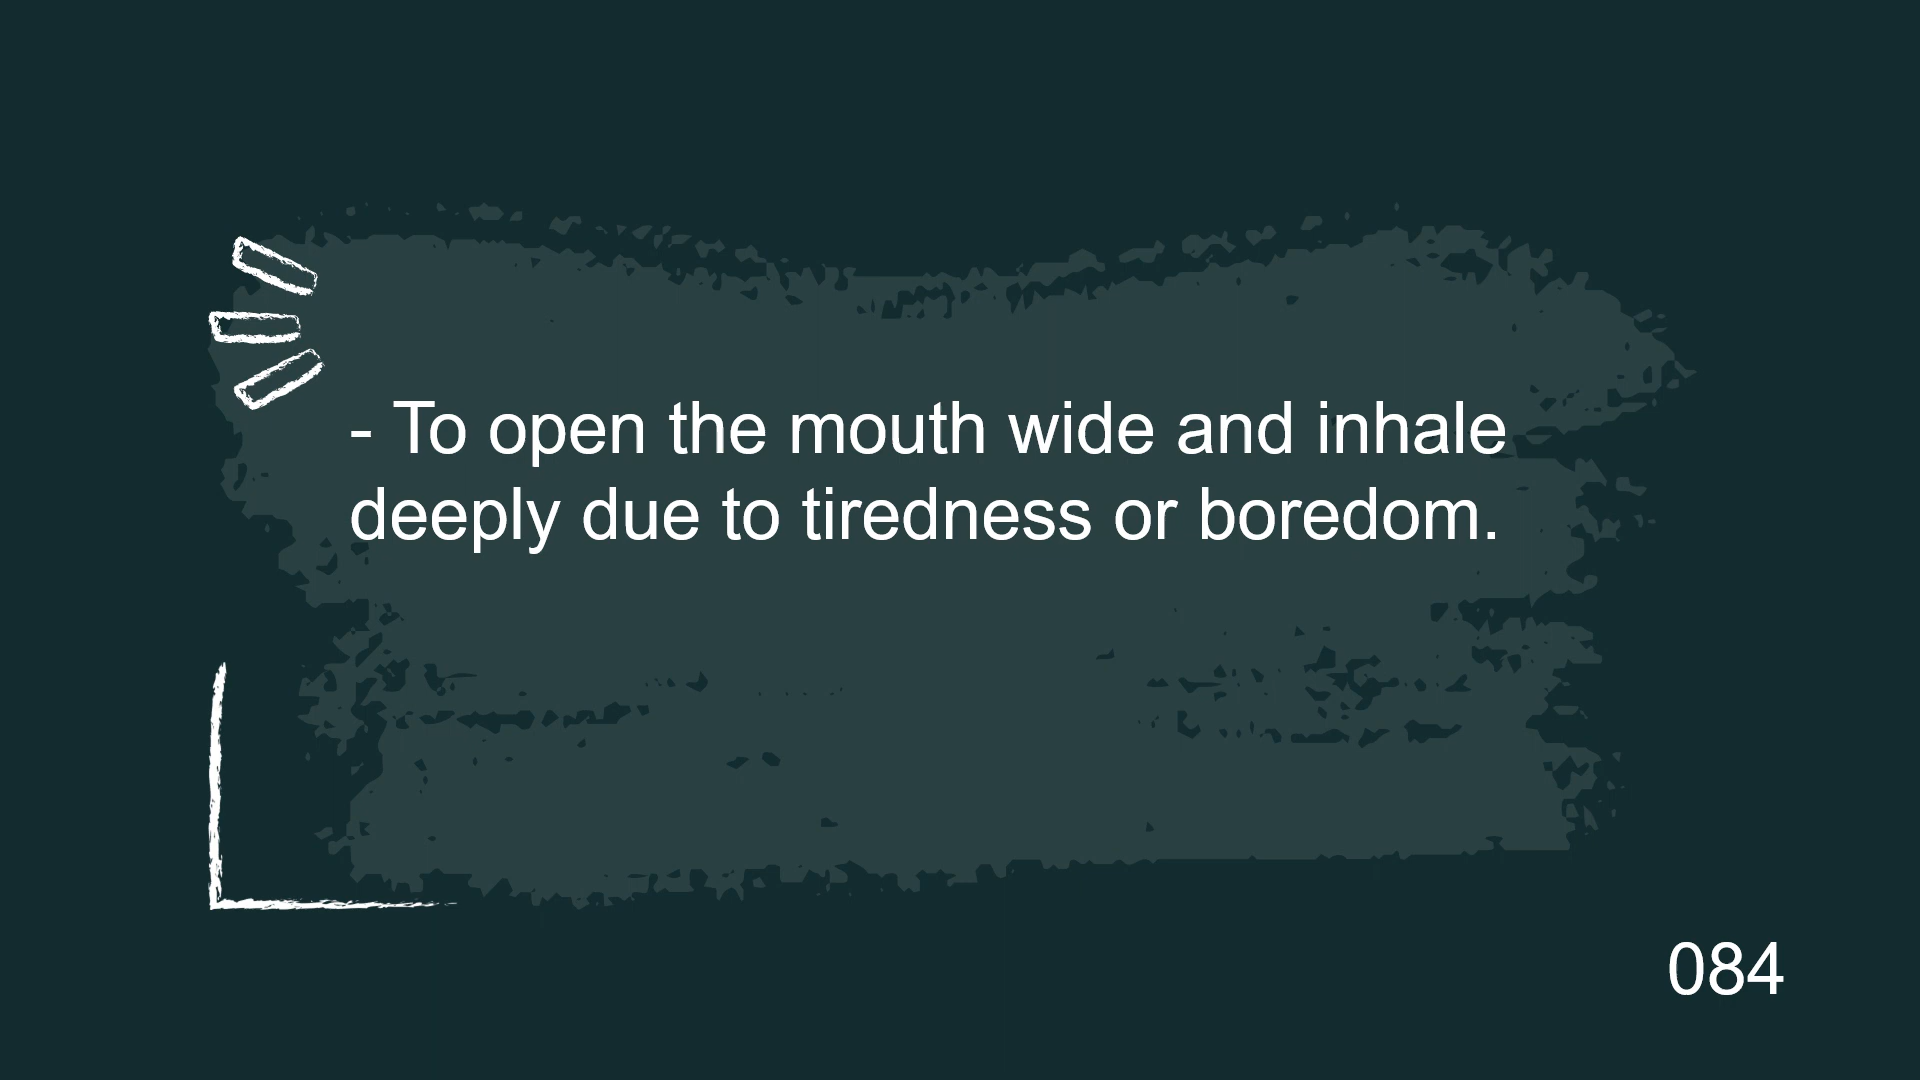 - To open the mouth wide and inhale
deeply due to tiredness or boredom.
084